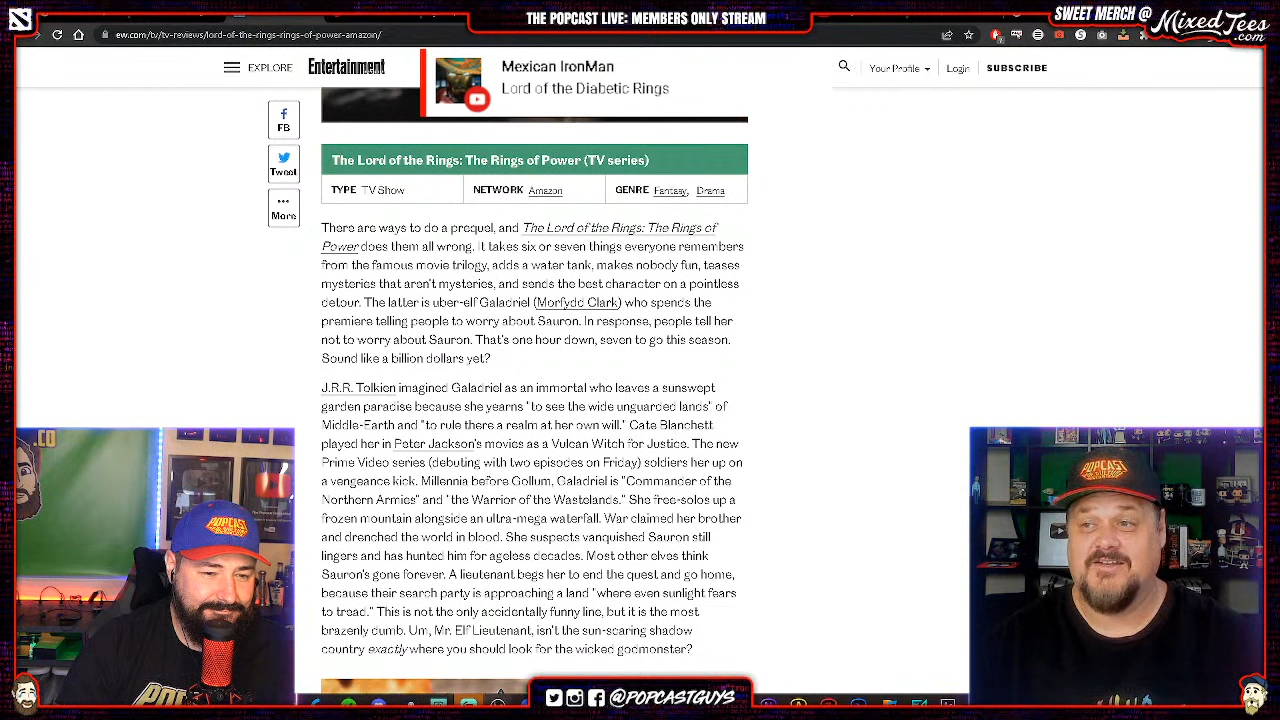 THE POPCAST LIVE: MEMBERS ONLY STREAM
SWEET MERCH @
MixedTees.com
ew.com/tv/tv-reviews/lord-of-the-rings-rings-of-power-amazon/
EXPLORE
Entertainment
Mexican IronMan
Lord of the Diabetic Rings
Your Profile
Login
SUBSCRIBE
FB
Tweet
More
The Lord of the Rings: The Rings of Power (TV series)
TYPE TV Show
NETWORK Amazon
GENRE Fantasy, Drama
There are ways to do a prequel, and The Lord of the Rings: The Rings of
Power does them all wrong. It takes six or seven things everyone remembers
from the famous movie trilogy, adds a water tank, makes nobody fun, teases
mysteries that aren't mysteries, and sends the best character on a pointless
detour. The latter is uber-elf Galadriel (Morfydd Clark) who spends the
premiere telling people to worry about Sauron. In response, people tell her
not to worry about Sauron. That's one hour down, seven to go this season.
Sound like a billion dollars yet?
J.R.R. Tolkien imagined Galadriel as an immortal who leaves a sunswept
garden paradise because she yearned "to see the wide unguarded lands" of
Middle-Earth and "to rule there a realm at her own will." Cate Blanchett
played her in Peter Jackson's movies as a Vulcan Witch for Justice. The new
Prime Video series (debuting with two episodes on Friday) soldiers her up on
a vengeance kick. Millennia before Gollum, Galadriel is "Commander of the
Northern Armies" and "the Warrior of the Wastelands." She free-solos up a
frozen mountain alongside an ultra-mega waterfall. War claimed her brother
and drenched the world in blood. She suspects vanquished Sauron still
lingers and has hunted him for ageless decades. Most other elves think
Sauron's gone forever. A lieutenant begs her to end the quest and go home,
because their search party is approaching a land "where even sunlight fears
to tread." This is not the only accidentally funny line, but it is the most
brazenly dumb. Um, Mr. Elf Lieutenant, isn't the sun-scaring shadow
country exactly where you should look for the wicked godmonster?
.CO
POPCAST
POPCAST
@POPCASTGUYS